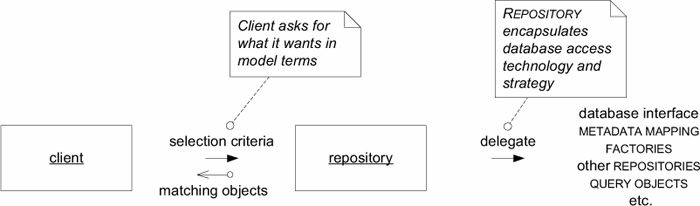 Client asks for
what it wants in
model terms
REPOSITORY
encapsulates
database access
technology and
strategy
client
selection criteria
matching objects
repository
delegate
database interface
METADATA MAPPING
FACTORIES
other REPOSITORIES
QUERY OBJECTS
etc.